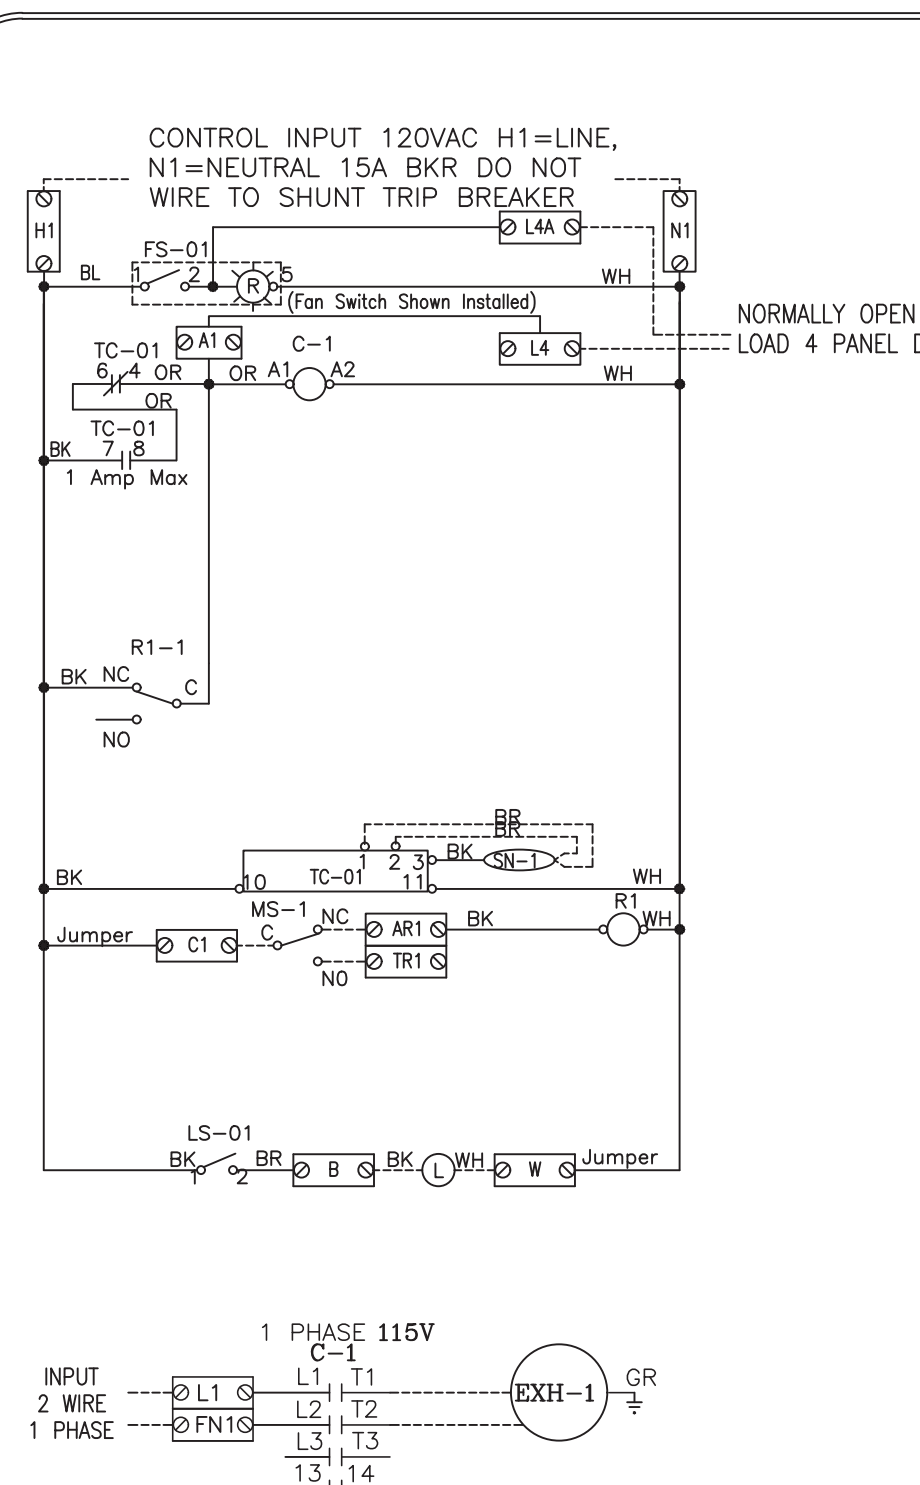 CONTROL INPUT 120VAC H1=LINE,
N1=NEUTRAL 15A BKR DO NOT
WIRE TO SHUNT TRIP BREAKER
H1
L4A
N1
FS-01
BL
1
2
R
5
WH
(Fan Switch Shown Installed)
NORMALLY OPEN
LOAD 4 PANEL
A1
C-1
L4
TC-01
6
4
OR
OR
A1
A2
WH
OR
TC-01
BK
7
8
1 Amp Max
R1-1
BK
NC
C
NO
BR
BR
1
2
3
BK
SN-1
BK
10
TC-01
11
WH
MS-1
R1
NC
C
AR1
BK
WH
Jumper
C1
TR1
NO
LS-01
BK
1
2
BR
B
BK
L
WH
W
Jumper
1 PHASE 115V
C-1
INPUT
2 WIRE
1 PHASE
L1
L1
T1
EXH-1
GR
FN1
L2
T2
L3
T3
13
14